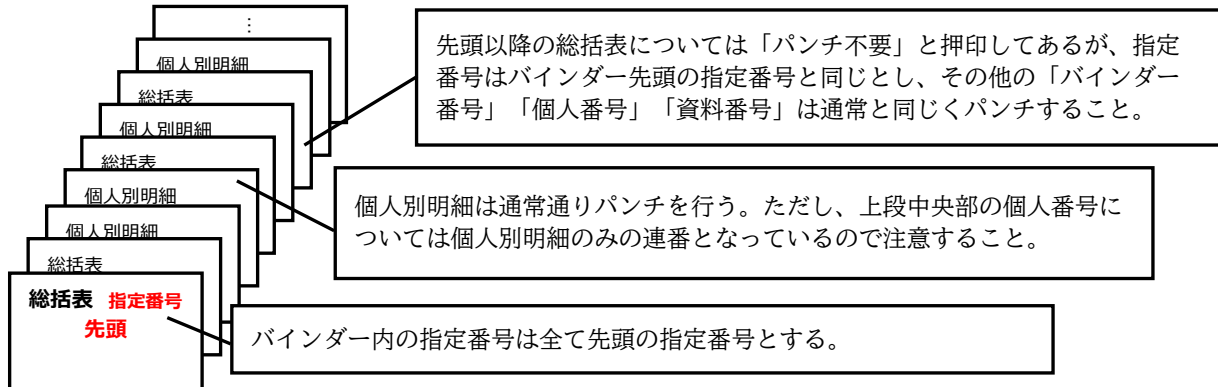 ⋮
個人別明細
総括表
個人別明細
総括表
個人別明細
個人別明細
総括表
総括表 指定番号
先頭
先頭以降の総括表については「パンチ不要」と押印してあるが、指定
番号はバインダー先頭の指定番号と同じとし、その他の「バインダー
番号」「個人番号」「資料番号」は通常と同じくパンチすること。
個人別明細は通常通りパンチを行う。ただし、上段中央部の個人番号に
ついては個人別明細のみの連番となっているので注意すること。
バインダー内の指定番号は全て先頭の指定番号とする。